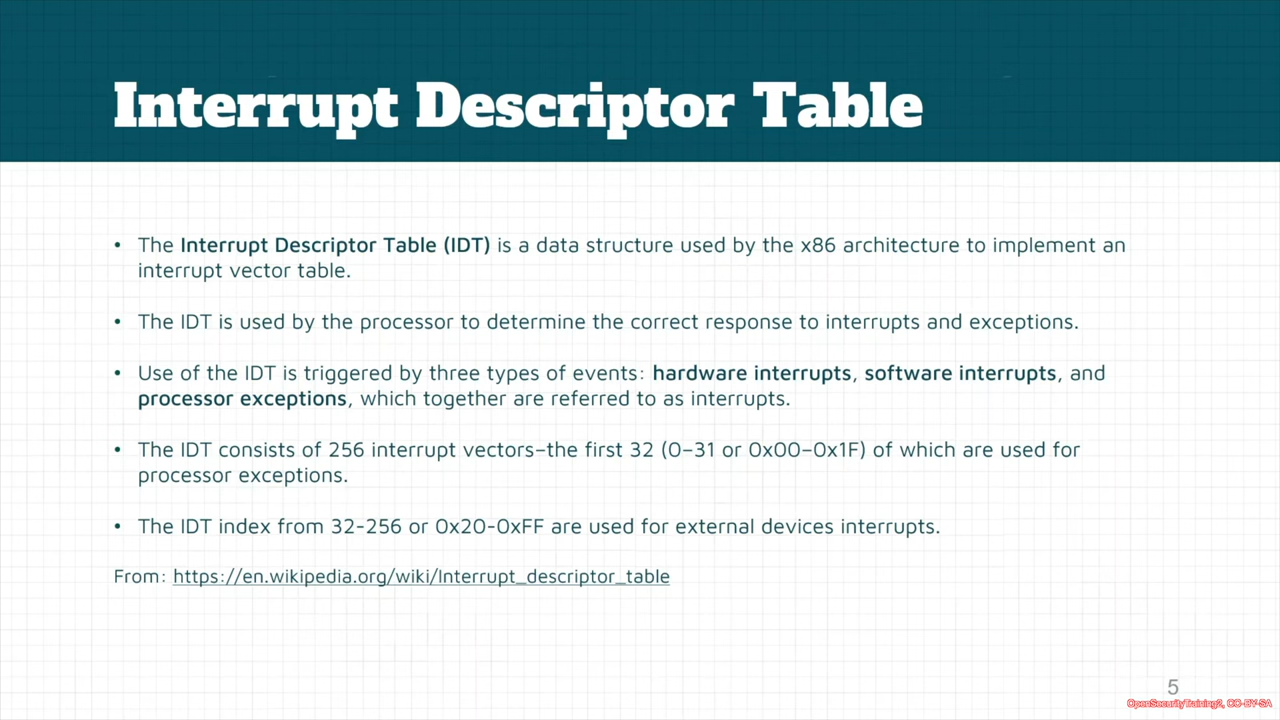 Interrupt Descriptor Table
• The Interrupt Descriptor Table (IDT) is a data structure used by the x86 architecture to implement an
interrupt vector table.
• The IDT is used by the processor to determine the correct response to interrupts and exceptions.
• Use of the IDT is triggered by three types of events: hardware interrupts, software interrupts, and
processor exceptions, which together are referred to as interrupts.
• The IDT consists of 256 interrupt vectors–the first 32 (0–31 or 0x00–0x1F) of which are used for
processor exceptions.
• The IDT index from 32-256 or 0x20-0xFF are used for external devices interrupts.
From: https://en.wikipedia.org/wiki/Interrupt_descriptor_table
5
OpenSecurityTraining2, CC-BY-SA